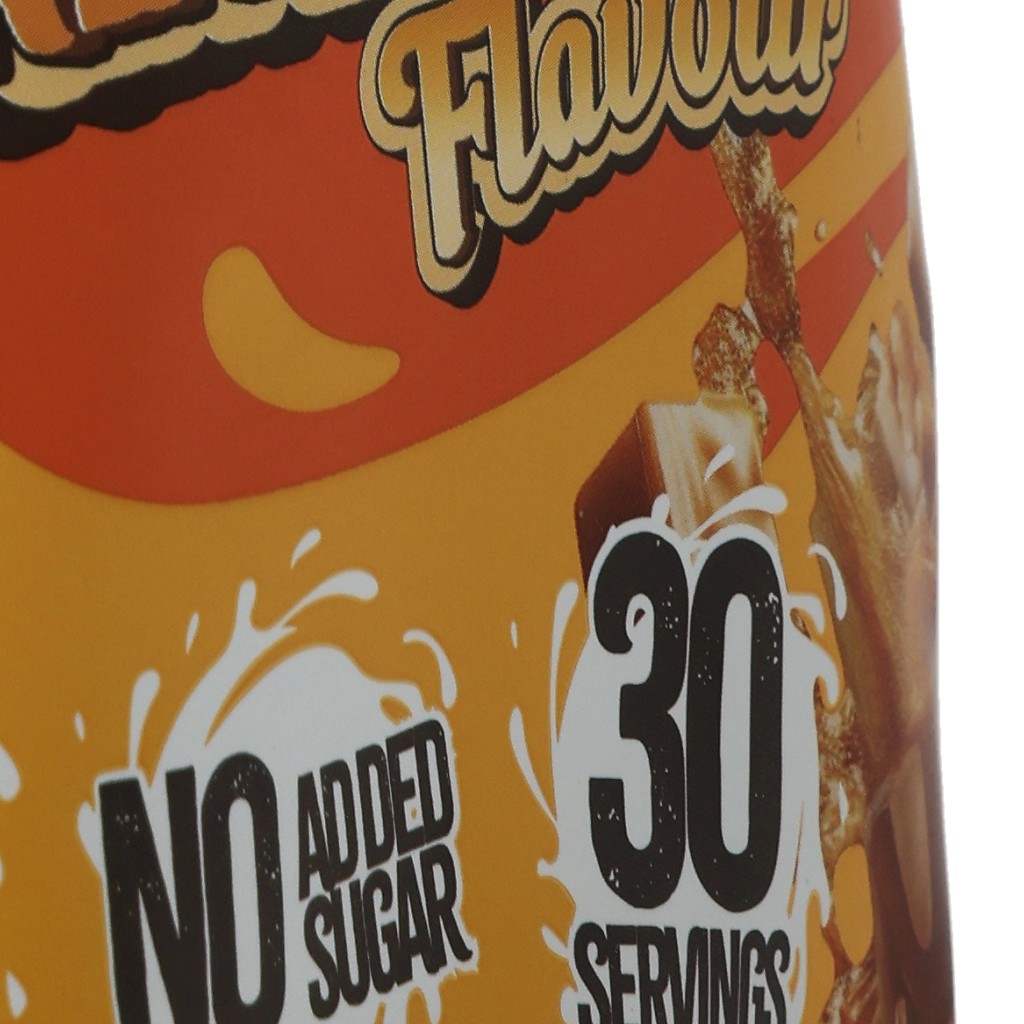 Flavour
NO ADDED
SUGAR
30
SERVINGS